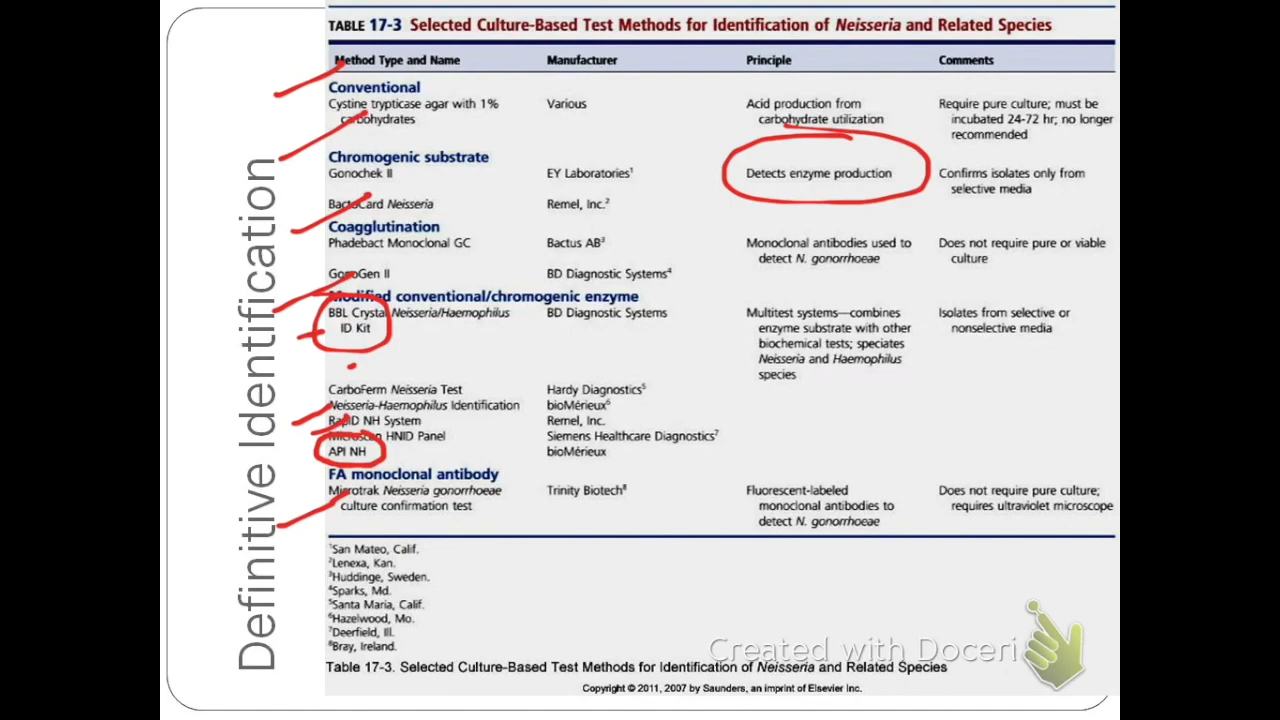 Definitive Identification
TABLE 17-3 Selected Culture-Based Test Methods for Identification of Neisseria and Related Species
Method Type and Name Manufacturer Principle Comments
Conventional
Cystine trypticase agar with 1% Various Acid production from Require pure culture; must be
carbohydrates carbohydrate utilization incubated 24-72 hr; no longer
recommended
Chromogenic substrate
Gonochek II EY Laboratories¹ Detects enzyme production Confirms isolates only from
selective media
BactoCard Neisseria Remel, Inc.²
Coagglutination
Phadebact Monoclonal GC Bactus AB³ Monoclonal antibodies used to Does not require pure or viable
detect N. gonorrhoeae culture
GonoGen II BD Diagnostic Systems⁴
Modified conventional/chromogenic enzyme
BBL Crystal Neisseria/Haemophilus BD Diagnostic Systems Multitest systems—combines Isolates from selective or
ID Kit enzyme substrate with other nonselective media
biochemical tests; speciates
Neisseria and Haemophilus
species
CarboFerm Neisseria Test Hardy Diagnostics⁵
Neisseria-Haemophilus Identification bioMérieux⁶
RapID NH System Remel, Inc.
Microscan HNID Panel Siemens Healthcare Diagnostics⁷
API NH bioMérieux
FA monoclonal antibody
Microtrak Neisseria gonorrhoeae Trinity Biotech⁸ Fluorescent-labeled Does not require pure culture;
culture confirmation test monoclonal antibodies to requires ultraviolet microscope
detect N. gonorrhoeae
¹San Mateo, Calif.
²Lenexa, Kan.
³Huddinge, Sweden.
⁴Sparks, Md.
⁵Santa Maria, Calif.
⁶Hazelwood, Mo.
⁷Deerfield, Ill.
⁸Bray, Ireland.
Created with Doceri
Table 17-3. Selected Culture-Based Test Methods for Identification of Neisseria and Related Species
Copyright © 2011, 2007 by Saunders, an imprint of Elsevier Inc.